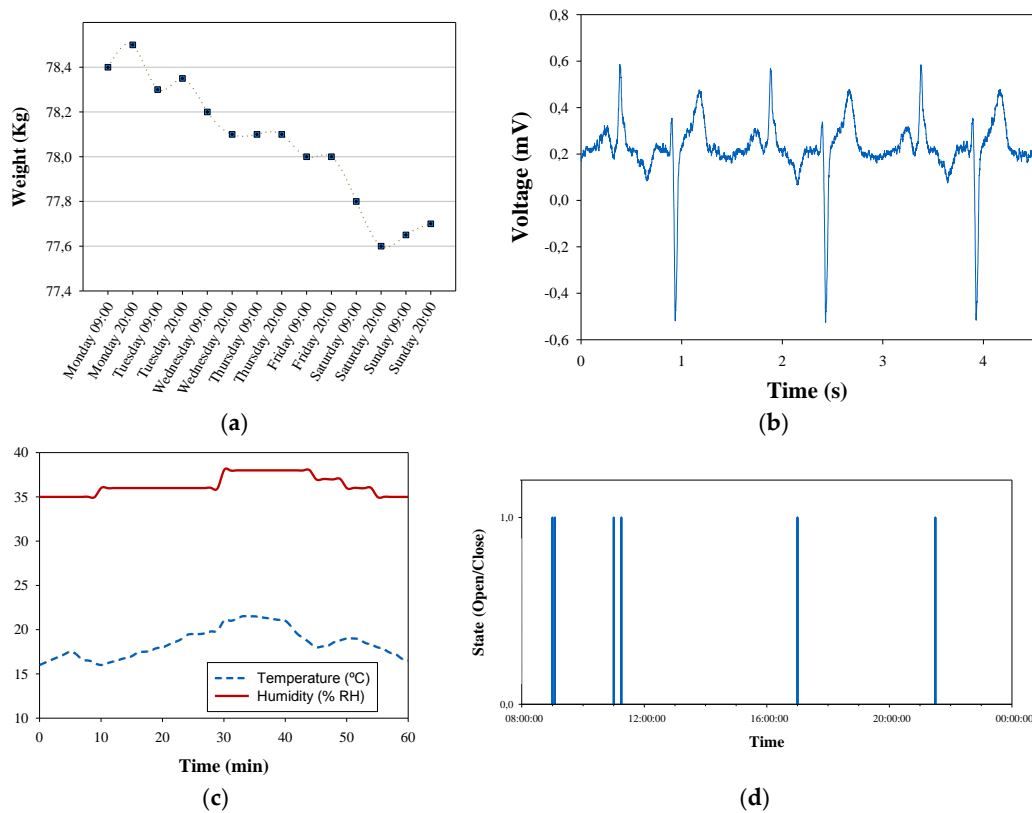 Weight (Kg)
78,4
78,2
78,0
77,8
77,6
77,4
Monday 09:00
Monday 20:00
Tuesday 09:00
Tuesday 20:00
Wednesday 09:00
Wednesday 20:00
Thursday 09:00
Thursday 20:00
Friday 09:00
Friday 20:00
Saturday 09:00
Saturday 20:00
Sunday 09:00
Sunday 20:00
(a)
Voltage (mV)
0,8
0,6
0,4
0,2
0,0
-0,2
-0,4
-0,6
0 1 2 3 4
Time (s)
(b)
40
35
30
25
20
15
10
Temperature (ºC)
Humidity (% RH)
0 10 20 30 40 50 60
Time (min)
(c)
State (Open/Close)
1,0
0,0
08:00:00 12:00:00 16:00:00 20:00:00 00:00:00
Time
(d)